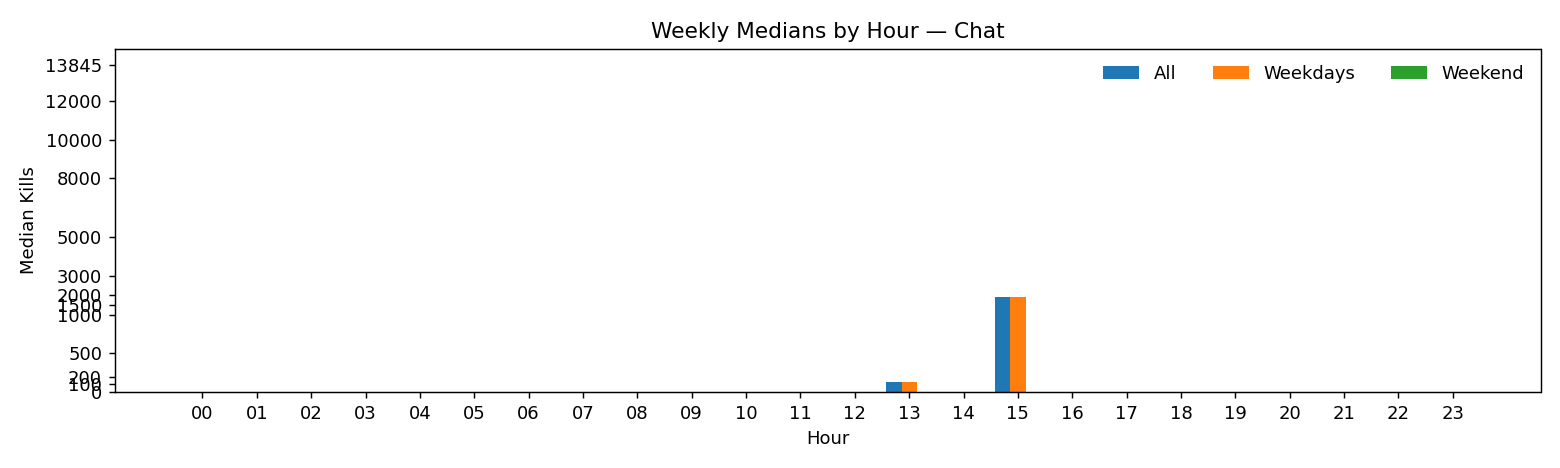 Weekly Medians by Hour — Chat
All Weekdays Weekend
Median Kills
13845
12000
10000
8000
5000
3000
2000
1500
1000
500
200
100
0
00 01 02 03 04 05 06 07 08 09 10 11 12 13 14 15 16 17 18 19 20 21 22 23
Hour